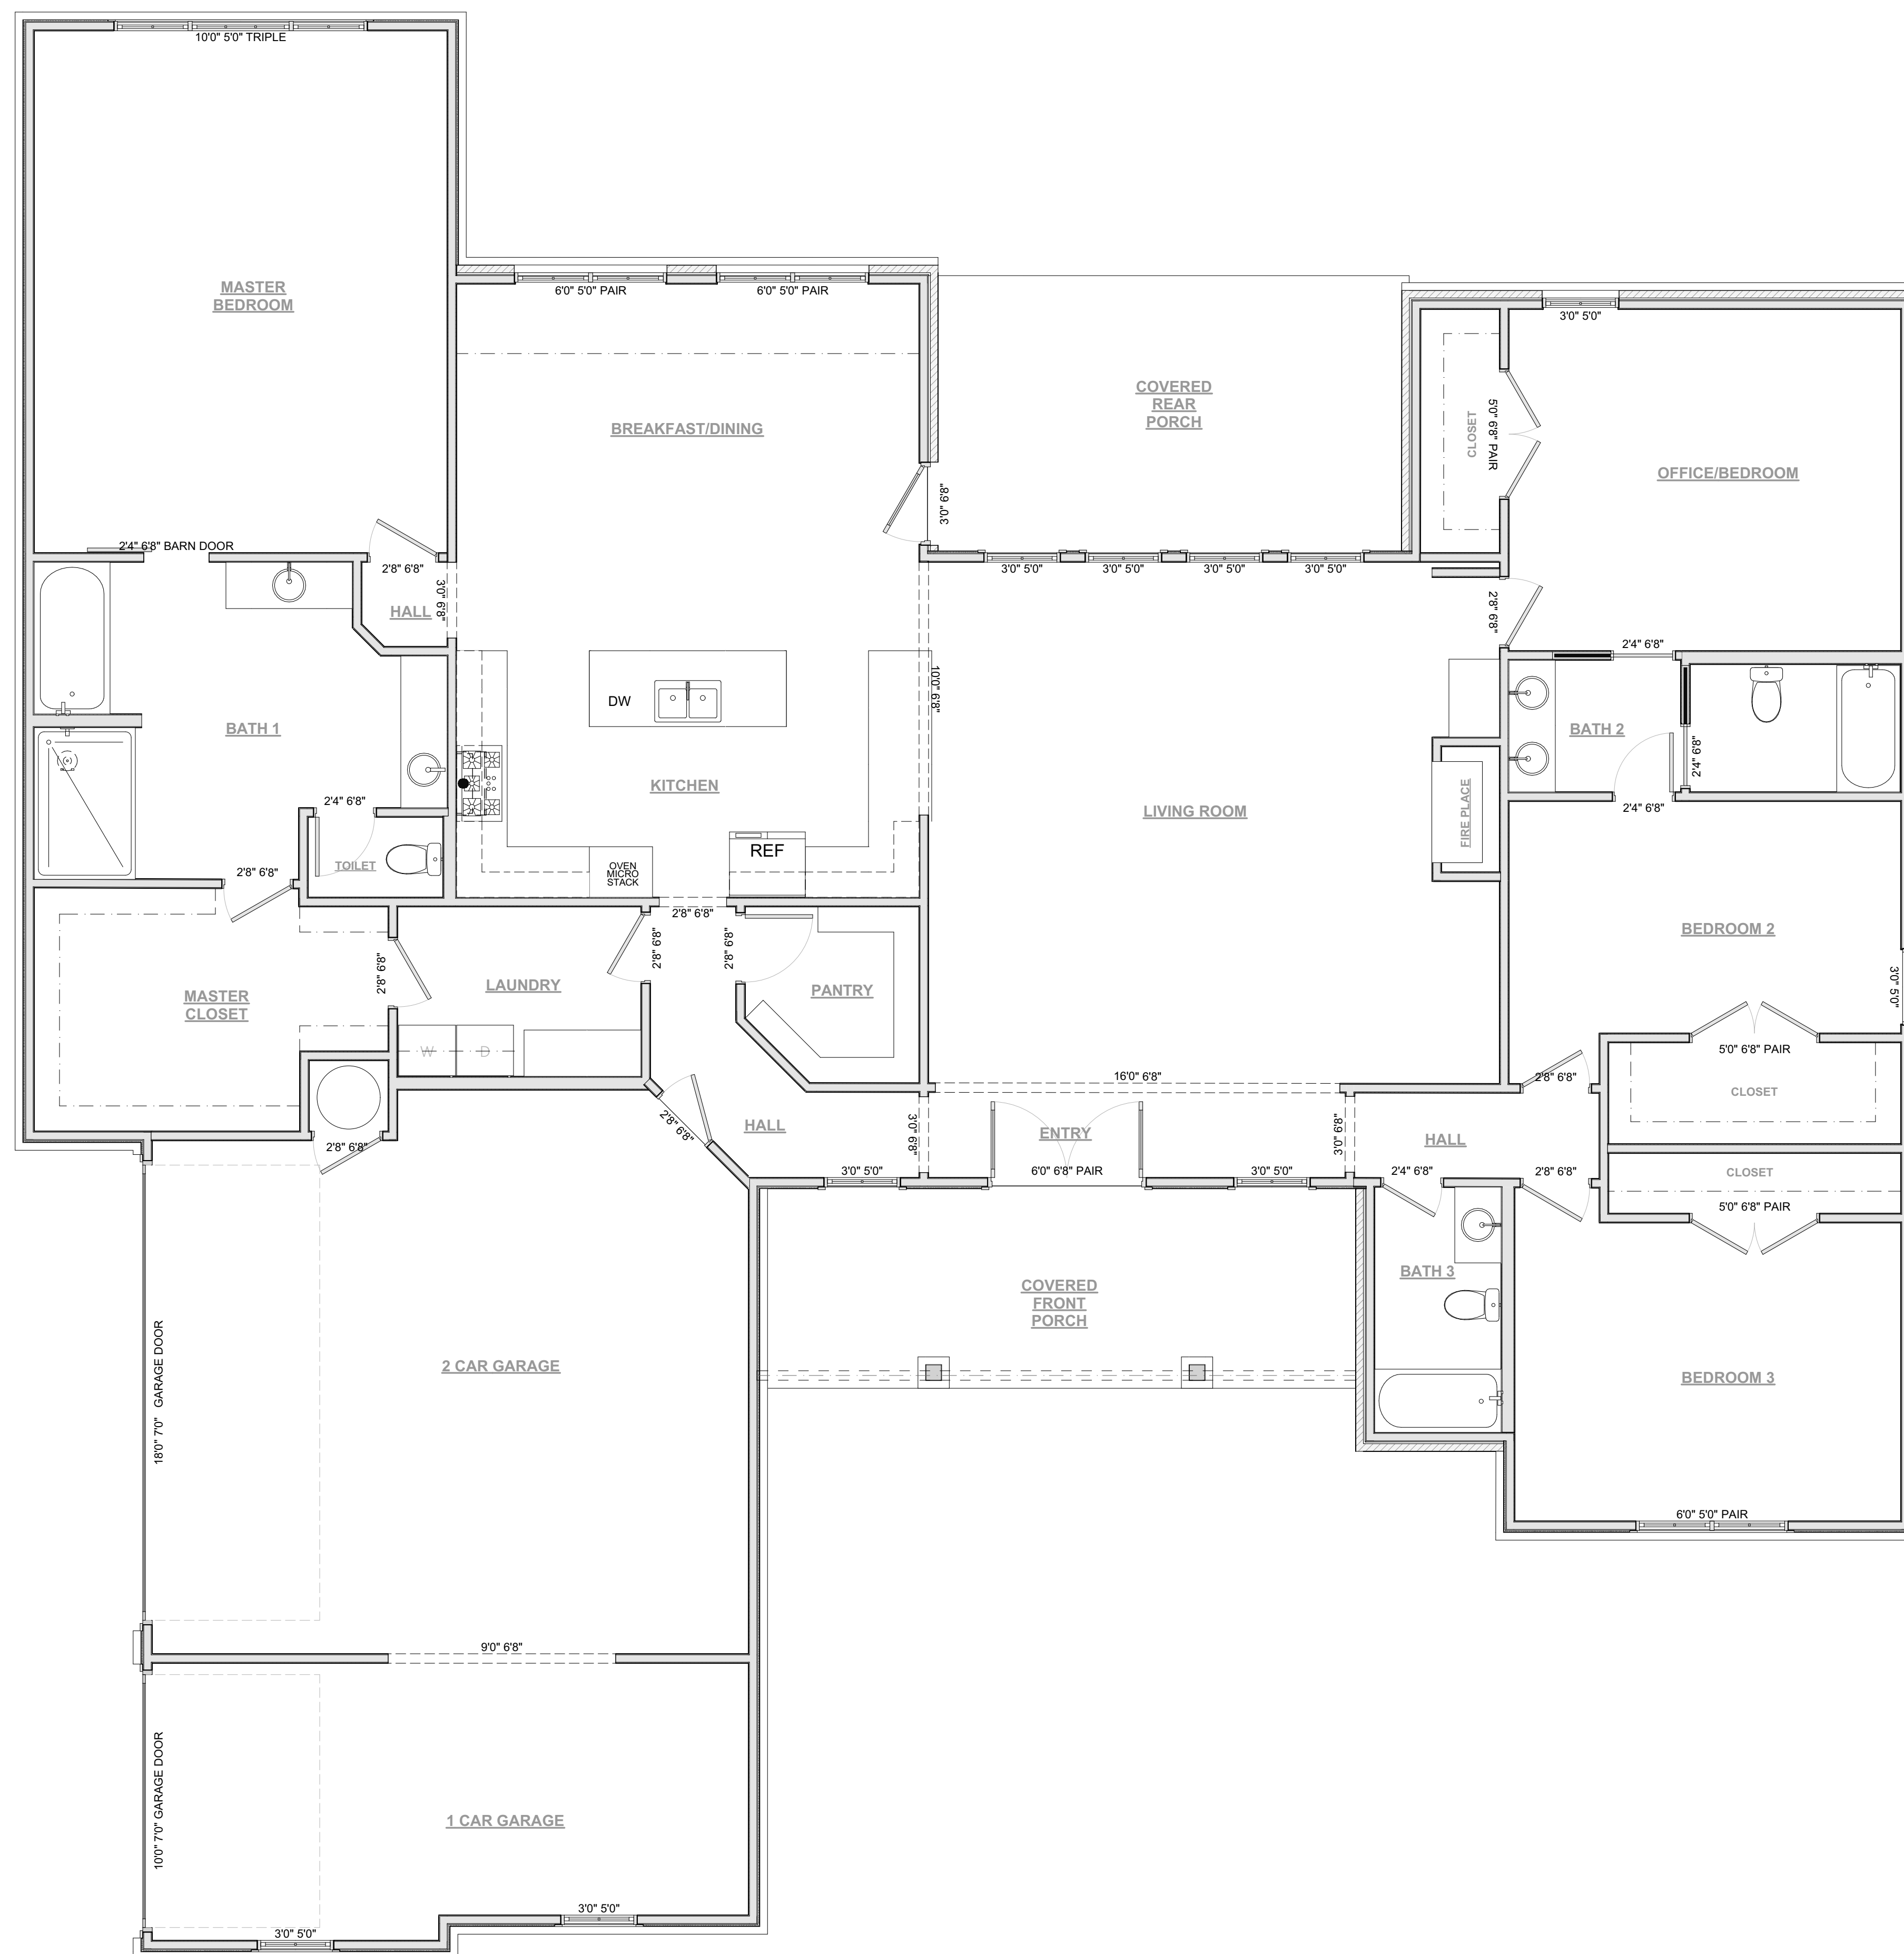 10'0" 5'0" TRIPLE
MASTER
BEDROOM
6'0" 5'0" PAIR
6'0" 5'0" PAIR
3'0" 5'0"
COVERED
REAR
PORCH
CLOSET
5'0" 6'8" PAIR
BREAKFAST/DINING
OFFICE/BEDROOM
3'0" 6'8"
2'4" 6'8" BARN DOOR
2'8" 6'8"
3'0" 6'8"
HALL
3'0" 5'0"
3'0" 5'0"
3'0" 5'0"
3'0" 5'0"
2'8" 6'8"
2'4" 6'8"
10'0" 6'8"
DW
BATH 1
BATH 2
2'4" 6'8"
KITCHEN
LIVING ROOM
FIRE PLACE
2'4" 6'8"
2'4" 6'8"
TOILET
OVEN
MICRO
STACK
REF
2'8" 6'8"
2'8" 6'8"
2'8" 6'8"
2'8" 6'8"
2'8" 6'8"
MASTER
CLOSET
LAUNDRY
PANTRY
BEDROOM 2
3'0" 5'0"
W
D
5'0" 6'8" PAIR
16'0" 6'8"
2'8" 6'8"
CLOSET
2'8" 6'8"
2'8" 6'8"
HALL
3'0" 6'8"
ENTRY
3'0" 6'8"
HALL
3'0" 5'0"
6'0" 6'8" PAIR
3'0" 5'0"
2'4" 6'8"
2'8" 6'8"
CLOSET
5'0" 6'8" PAIR
COVERED
FRONT
PORCH
BATH 3
18'0" 7'0" GARAGE DOOR
2 CAR GARAGE
BEDROOM 3
6'0" 5'0" PAIR
9'0" 6'8"
10'0" 7'0" GARAGE DOOR
1 CAR GARAGE
3'0" 5'0"
3'0" 5'0"